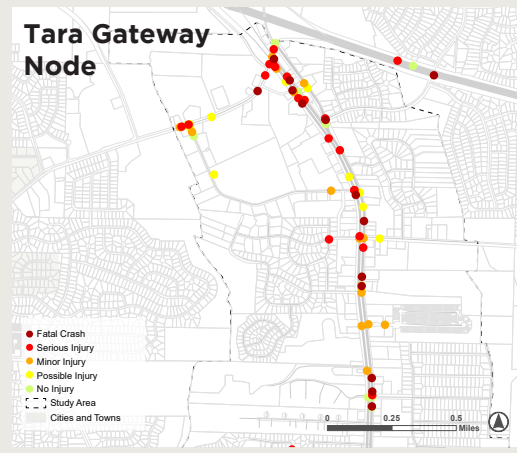 Tara Gateway
Node
Fatal Crash
Serious Injury
Minor Injury
Possible Injury
No Injury
Study Area
Cities and Towns
0 0.25 0.5
Miles